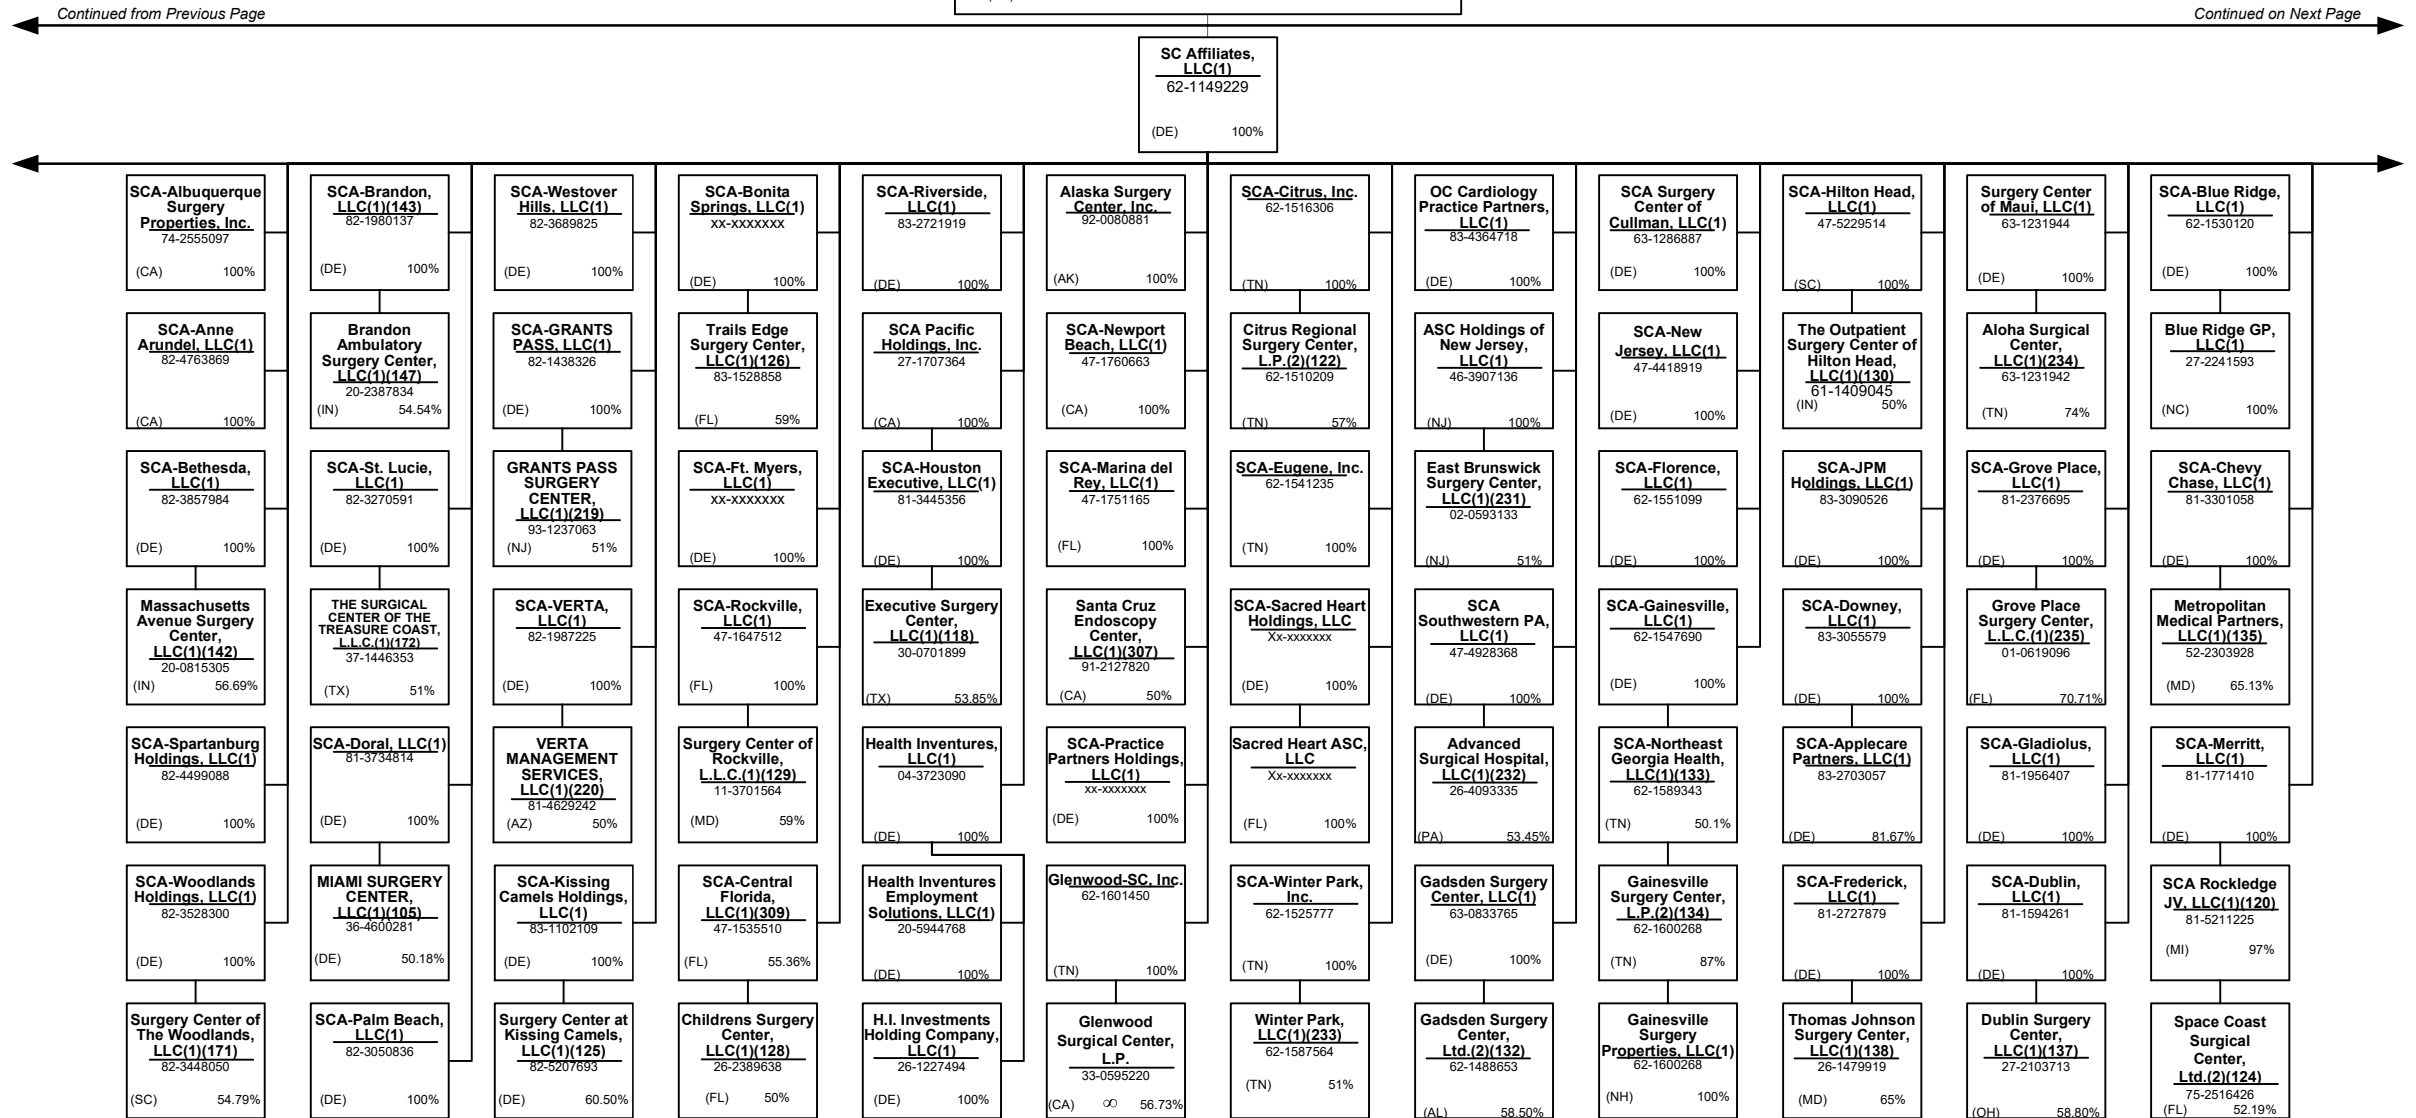 Continued from Previous Page
Continued on Next Page
SC Affiliates,
LLC(1)
62-1149229
(DE) 100%
SCA-Albuquerque
Surgery
Properties, Inc.
74-2555097
(CA) 100%
SCA-Anne
Arundel, LLC(1)
82-4763869
(CA) 100%
SCA-Bethesda,
LLC(1)
82-3857984
(DE) 100%
Massachusetts
Avenue Surgery
Center,
LLC(1)(142)
20-0815305
(IN) 56.69%
SCA-Spartanburg
Holdings, LLC(1)
82-4499088
(DE) 100%
SCA-Woodlands
Holdings, LLC(1)
82-3528300
(DE) 100%
Surgery Center of
The Woodlands,
LLC(1)(171)
82-3448050
(SC) 54.79%
SCA-Brandon,
LLC(1)(143)
82-1980137
(DE) 100%
Brandon
Ambulatory
Surgery Center,
LLC(1)(147)
20-2387834
(IN) 54.54%
SCA-St. Lucie,
LLC(1)
82-3270591
(DE) 100%
THE SURGICAL
CENTER OF THE
TREASURE COAST,
L.L.C.(1)(172)
37-1446353
(TX) 51%
SCA-Doral, LLC(1)
81-3734814
(DE) 100%
MIAMI SURGERY
CENTER,
LLC(1)(105)
36-4600281
(DE) 50.18%
SCA-Palm Beach,
LLC(1)
82-3050836
(DE) 100%
SCA-Westover
Hills, LLC(1)
82-3689825
(DE) 100%
SCA-GRANTS
PASS, LLC(1)
82-1438326
(DE) 100%
GRANTS PASS
SURGERY
CENTER,
LLC(1)(219)
93-1237063
(NJ) 51%
SCA-VERTA,
LLC(1)
82-1987225
(DE) 100%
VERTA
MANAGEMENT
SERVICES,
LLC(1)(220)
81-4629242
(AZ) 50%
SCA-Kissing
Camels Holdings,
LLC(1)
83-1102109
(DE) 100%
Surgery Center at
Kissing Camels,
LLC(1)(125)
82-5207693
(DE) 60.50%
SCA-Bonita
Springs, LLC(1)
xx-xxxxxxx
(DE) 100%
Trails Edge
Surgery Center,
LLC(1)(126)
83-1528858
(FL) 59%
SCA-Ft. Myers,
LLC(1)
xx-xxxxxxx
(DE) 100%
SCA-Rockville,
LLC(1)
47-1647512
(FL) 100%
Surgery Center of
Rockville,
L.L.C.(1)(129)
11-3701564
(MD) 59%
SCA-Central
Florida,
LLC(1)(309)
47-1535510
(FL) 55.36%
Childrens Surgery
Center,
LLC(1)(128)
26-2389638
(FL) 50%
SCA-Riverside,
LLC(1)
83-2721919
(DE) 100%
SCA Pacific
Holdings, Inc.
27-1707364
(CA) 100%
SCA-Houston
Executive, LLC(1)
81-3445356
(DE) 100%
Executive Surgery
Center,
LLC(1)(118)
30-0701899
(TX) 53.85%
Health Inventures,
LLC(1)
04-3723090
(DE) 100%
Health Inventures
Employment
Solutions, LLC(1)
20-5944768
(DE) 100%
H.I. Investments
Holding Company,
LLC(1)
26-1227494
(DE) 100%
Alaska Surgery
Center, Inc.
92-0080881
(AK) 100%
SCA-Newport
Beach, LLC(1)
47-1760663
(CA) 100%
SCA-Marina del
Rey, LLC(1)
47-1751165
(FL) 100%
Santa Cruz
Endoscopy
Center,
LLC(1)(307)
91-2127820
(CA) 50%
SCA-Practice
Partners Holdings,
LLC(1)
xx-xxxxxxx
(DE) 100%
Glenwood-SC, Inc.
62-1601450
(TN) 100%
Glenwood
Surgical Center,
L.P.
33-0595220
(CA) ∞ 56.73%
SCA-Citrus, Inc.
62-1516306
(TN) 100%
Citrus Regional
Surgery Center,
L.P.(2)(122)
62-1510209
(TN) 57%
SCA-Eugene, Inc.
62-1541235
(TN) 100%
SCA-Sacred Heart
Holdings, LLC
Xx-xxxxxxx
(DE) 100%
Sacred Heart ASC,
LLC
Xx-xxxxxxx
(FL) 100%
SCA-Winter Park,
Inc.
62-1525777
(TN) 100%
Winter Park,
LLC(1)(233)
62-1587564
(TN) 51%
OC Cardiology
Practice Partners,
LLC(1)
83-4364718
(DE) 100%
ASC Holdings of
New Jersey,
LLC(1)
46-3907136
(NJ) 100%
East Brunswick
Surgery Center,
LLC(1)(231)
02-0593133
(NJ) 51%
SCA
Southwestern PA,
LLC(1)
47-4928368
(DE) 100%
Advanced
Surgical Hospital,
LLC(1)(232)
26-4093335
(PA) 53.45%
Gadsden Surgery
Center, LLC(1)
63-0833765
(DE) 100%
Gadsden Surgery
Center,
Ltd.(2)(132)
62-1488653
(AL) 58.50%
SCA Surgery
Center of
Cullman, LLC(1)
63-1286887
(DE) 100%
SCA-New
Jersey, LLC(1)
47-4418919
(DE) 100%
SCA-Florence,
LLC(1)
62-1551099
(DE) 100%
SCA-Gainesville,
LLC(1)
62-1547690
(DE) 100%
SCA-Northeast
Georgia Health,
LLC(1)(133)
62-1589343
(TN) 50.1%
Gainesville
Surgery Center,
L.P.(2)(134)
62-1600268
(TN) 87%
Gainesville
Surgery
Properties, LLC(1)
62-1600268
(NH) 100%
SCA-Hilton Head,
LLC(1)
47-5229514
(SC) 100%
The Outpatient
Surgery Center of
Hilton Head,
LLC(1)(130)
61-1409045
(IN) 50%
SCA-JPM
Holdings, LLC(1)
83-3090526
(DE) 100%
SCA-Downey,
LLC(1)
83-3055579
(DE) 100%
SCA-Applecare
Partners, LLC(1)
83-2703057
(DE) 81.67%
SCA-Frederick,
LLC(1)
81-2727879
(DE) 100%
Thomas Johnson
Surgery Center,
LLC(1)(138)
26-1479919
(MD) 65%
Surgery Center
of Maui, LLC(1)
63-1231944
(DE) 100%
Aloha Surgical
Center,
LLC(1)(234)
63-1231942
(TN) 74%
SCA-Grove Place,
LLC(1)
81-2376695
(DE) 100%
Grove Place
Surgery Center,
L.L.C.(1)(235)
01-0619096
(FL) 70.71%
SCA-Gladiolus,
LLC(1)
81-1956407
(DE) 100%
SCA-Dublin,
LLC(1)
81-1594261
(DE) 100%
Dublin Surgery
Center,
LLC(1)(137)
27-2103713
(OH) 58.80%
SCA-Blue Ridge,
LLC(1)
62-1530120
(DE) 100%
Blue Ridge GP,
LLC(1)
27-2241593
(NC) 100%
SCA-Chevy
Chase, LLC(1)
81-3301058
(DE) 100%
Metropolitan
Medical Partners,
LLC(1)(135)
52-2303928
(MD) 65.13%
SCA-Merritt,
LLC(1)
81-1771410
(DE) 100%
SCA Rockledge
JV, LLC(1)(120)
81-5211225
(MI) 97%
Space Coast
Surgical
Center,
Ltd.(2)(124)
75-2516426
(FL) 52.19%